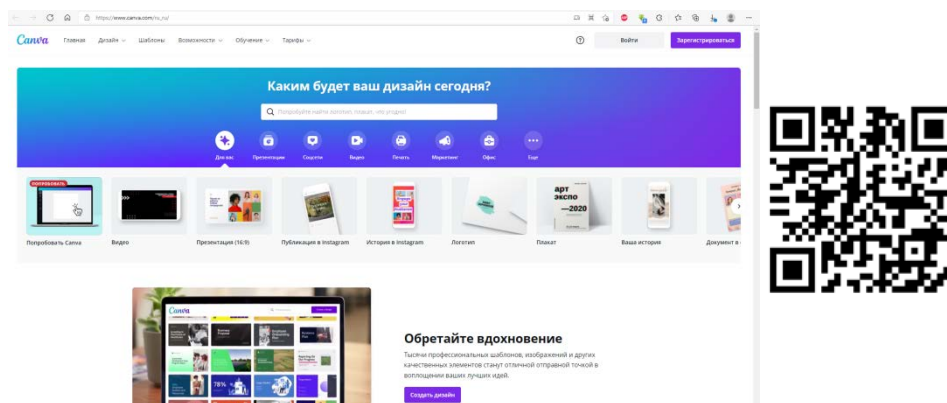 https://www.canva.com/ru_ru/
Canva Главная Дизайн Шаблоны Возможности Обучение Тарифы Войти Зарегистрироваться
Каким будет ваш дизайн сегодня?
Для вас Презентации Соцсети Видео Печать Маркетинг Офис Еще
ПОПРОБОВАТЬ
арт
экспо
—2020
Попробовать Canva Видео Презентация (16:9) Публикация в Instagram История в Instagram Логотип Плакат Ваша история Документ в
Canva
78%
Обретайте вдохновение
Тысячи профессиональных шаблонов, изображений и других
качественных элементов станут отличной отправной точкой в
воплощении ваших лучших идей.
Создать дизайн